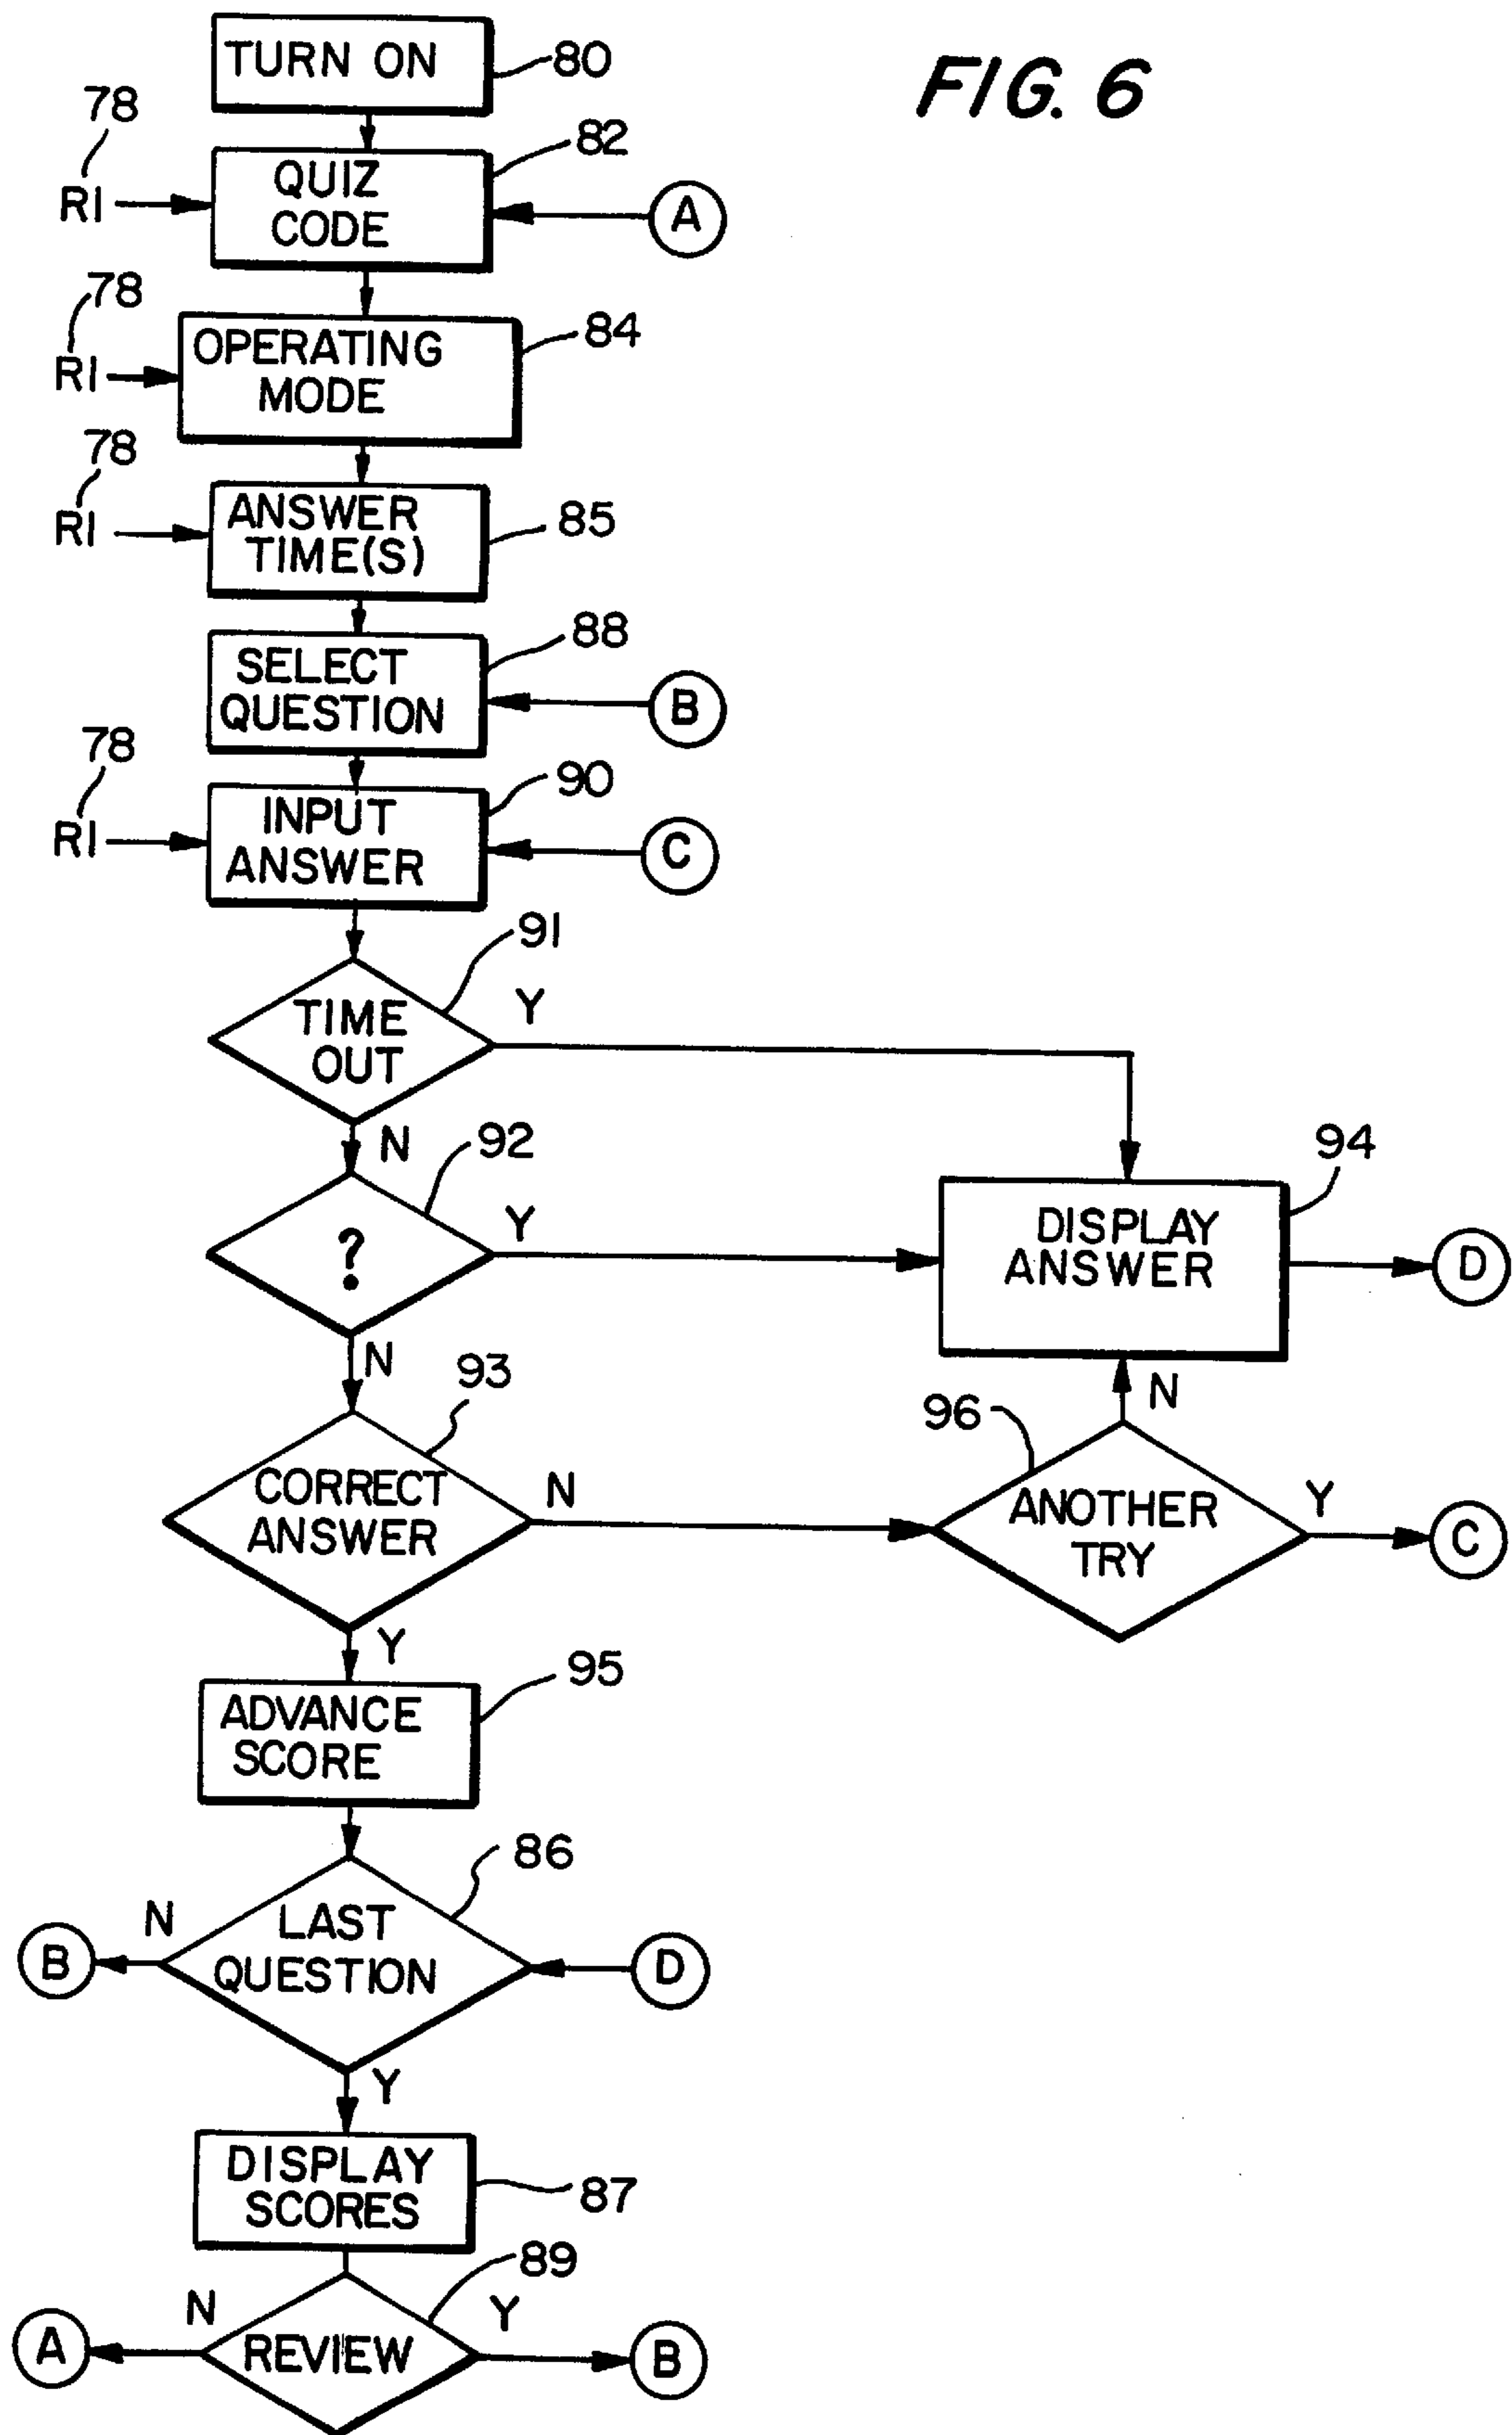 FIG. 6
TURN ON
80
78
RI
QUIZ
CODE
82
A
78
RI
OPERATING
MODE
84
78
RI
ANSWER
TIME(S)
85
SELECT
QUESTION
88
B
78
RI
INPUT
ANSWER
90
C
91
TIME
OUT
Y
N
92
?
Y
94
DISPLAY
ANSWER
D
N
93
CORRECT
ANSWER
N
96
N
ANOTHER
TRY
Y
C
Y
95
ADVANCE
SCORE
86
B
N
LAST
QUESTION
D
Y
DISPLAY
SCORES
87
89
A
N
REVIEW
Y
B